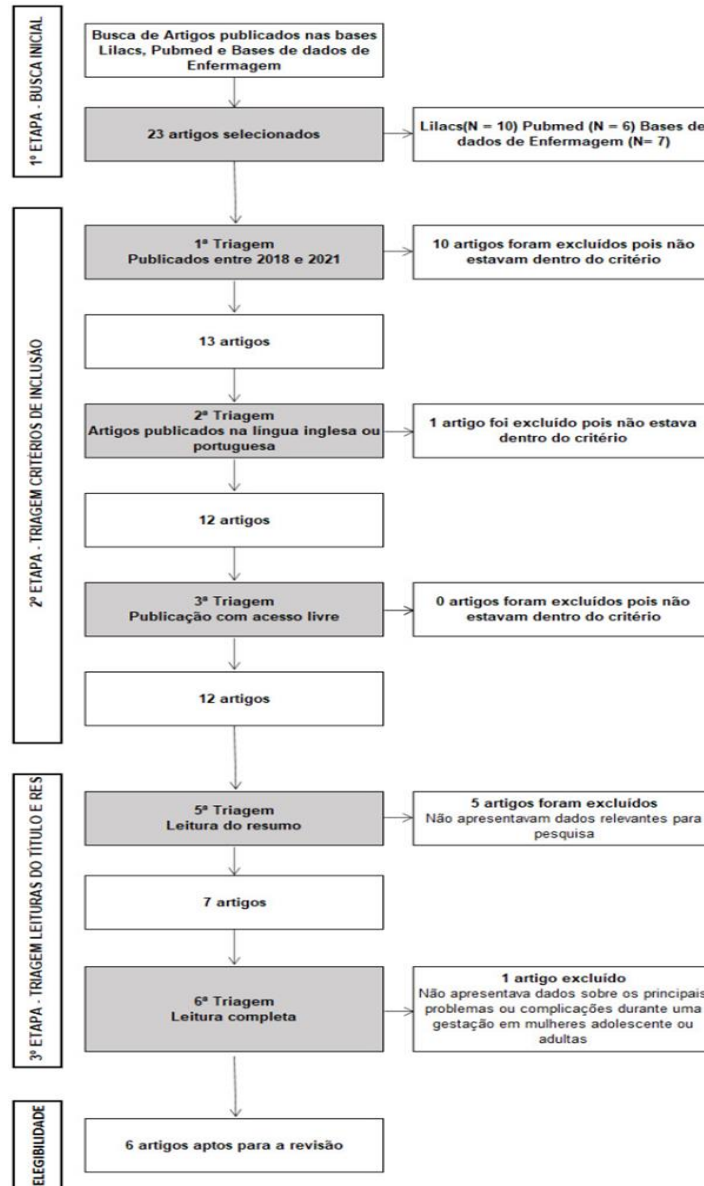 1ª ETAPA - BUSCA INICIAL
Busca de Artigos publicados nas bases
Lilacs, Pubmed e Bases de dados de
Enfermagem
23 artigos selecionados
Lilacs(N = 10) Pubmed (N = 6) Bases de
dados de Enfermagem (N= 7)
2ª ETAPA - TRIAGEM CRITÉRIOS DE INCLUSÃO
1ª Triagem
Publicados entre 2018 e 2021
10 artigos foram excluídos pois não
estavam dentro do critério
13 artigos
2ª Triagem
Artigos publicados na língua inglesa ou
portuguesa
1 artigo foi excluído pois não estava
dentro do critério
12 artigos
3ª Triagem
Publicação com acesso livre
0 artigos foram excluídos pois não
estavam dentro do critério
12 artigos
3ª ETAPA - TRIAGEM LEITURAS DO TÍTULO E RES
5ª Triagem
Leitura do resumo
5 artigos foram excluídos
Não apresentavam dados relevantes para
pesquisa
7 artigos
6ª Triagem
Leitura completa
1 artigo excluído
Não apresentava dados sobre os principais
problemas ou complicações durante uma
gestação em mulheres adolescente ou
adultas
ELEGIBILIDADE
6 artigos aptos para a revisão